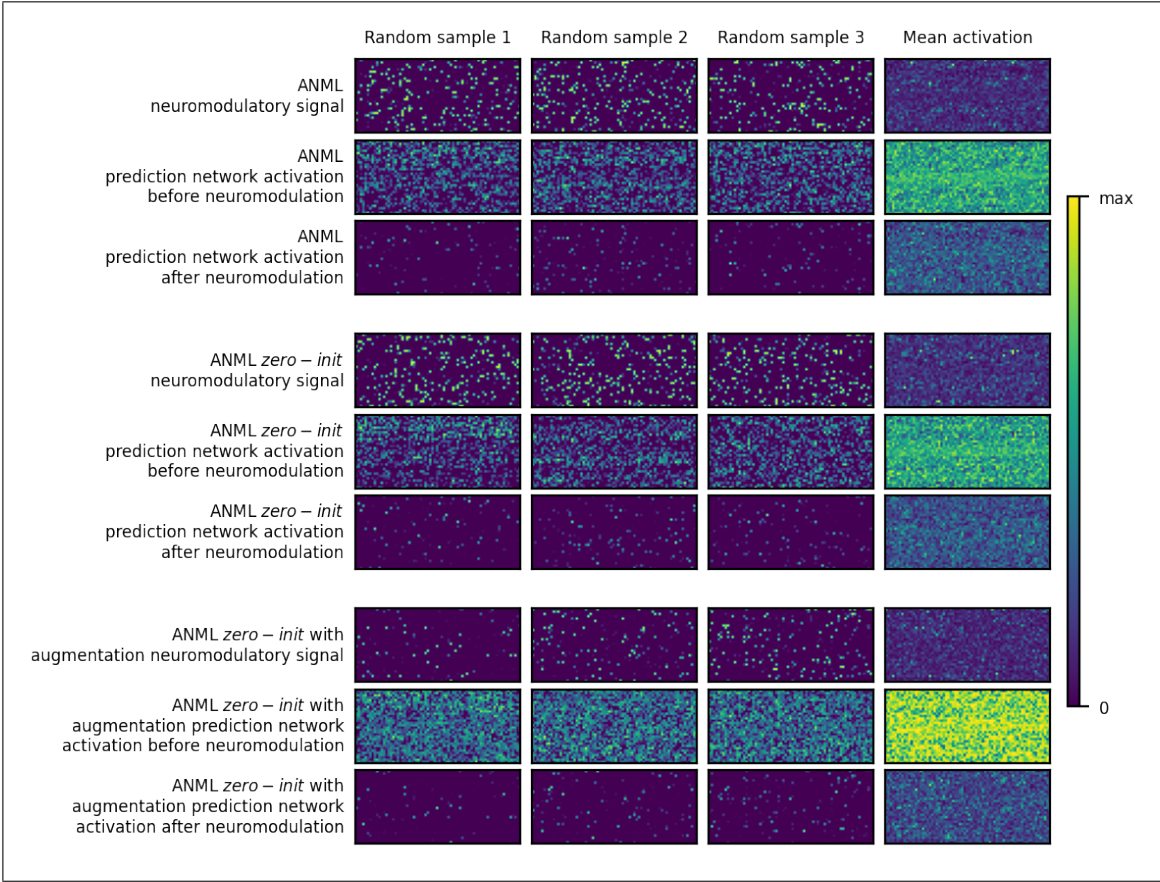 Random sample 1 Random sample 2 Random sample 3 Mean activation
ANML
neuromodulatory signal
ANML
prediction network activation
before neuromodulation
ANML
prediction network activation
after neuromodulation
max
ANML zero − init
neuromodulatory signal
ANML zero − init
prediction network activation
before neuromodulation
ANML zero − init
prediction network activation
after neuromodulation
ANML zero − init with
augmentation neuromodulatory signal
0
ANML zero − init with
augmentation prediction network
activation before neuromodulation
ANML zero − init with
augmentation prediction network
activation after neuromodulation